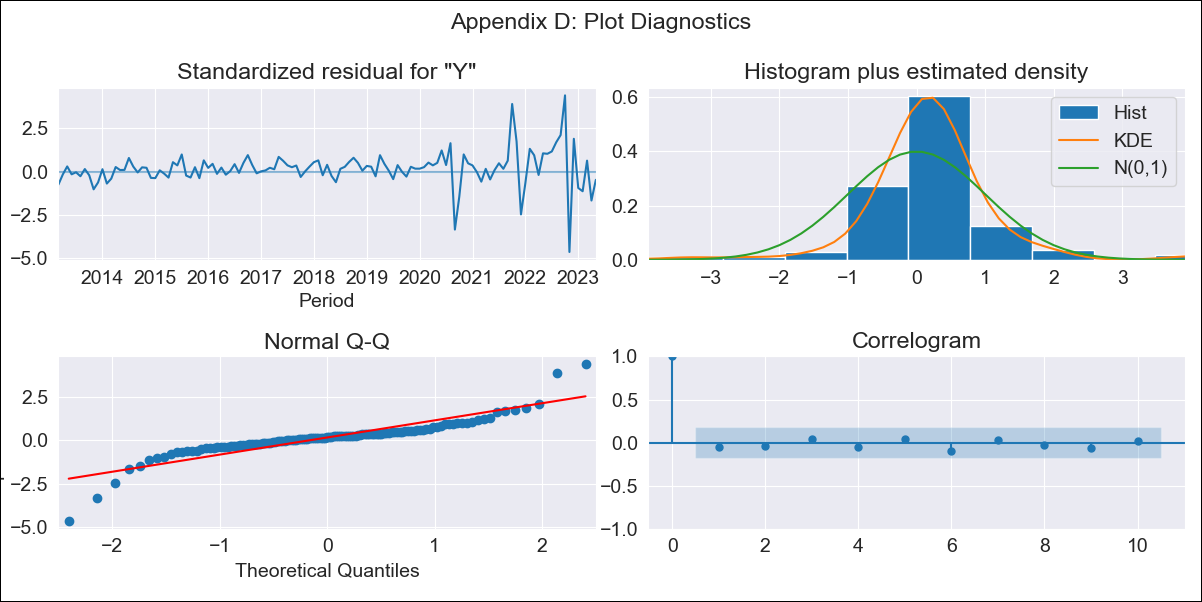 Appendix D: Plot Diagnostics
Standardized residual for "Y"
2.5
0.0
−2.5
−5.0
2014 2015 2016 2017 2018 2019 2020 2021 2022 2023
Period
Histogram plus estimated density
0.6
0.4
0.2
0.0
−3 −2 −1 0 1 2 3
Hist
KDE
N(0,1)
Normal Q-Q
2.5
0.0
−2.5
−5.0
−2 −1 0 1 2
Theoretical Quantiles
Correlogram
1.0
0.5
0.0
−0.5
−1.0
0 2 4 6 8 10